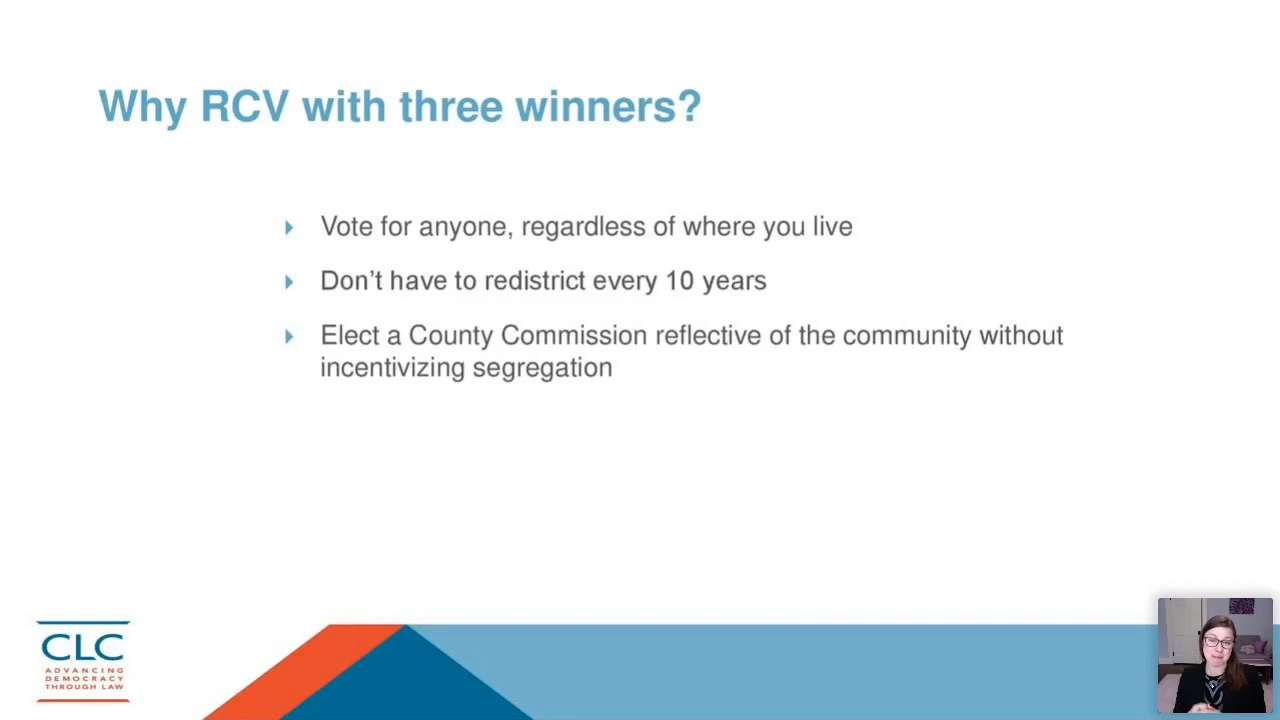 Why RCV with three winners?
Vote for anyone, regardless of where you live
Don't have to redistrict every 10 years
Elect a County Commission reflective of the community without
incentivizing segregation
CLC
ADVANCING
DEMOCRACY
THROUGH LAW